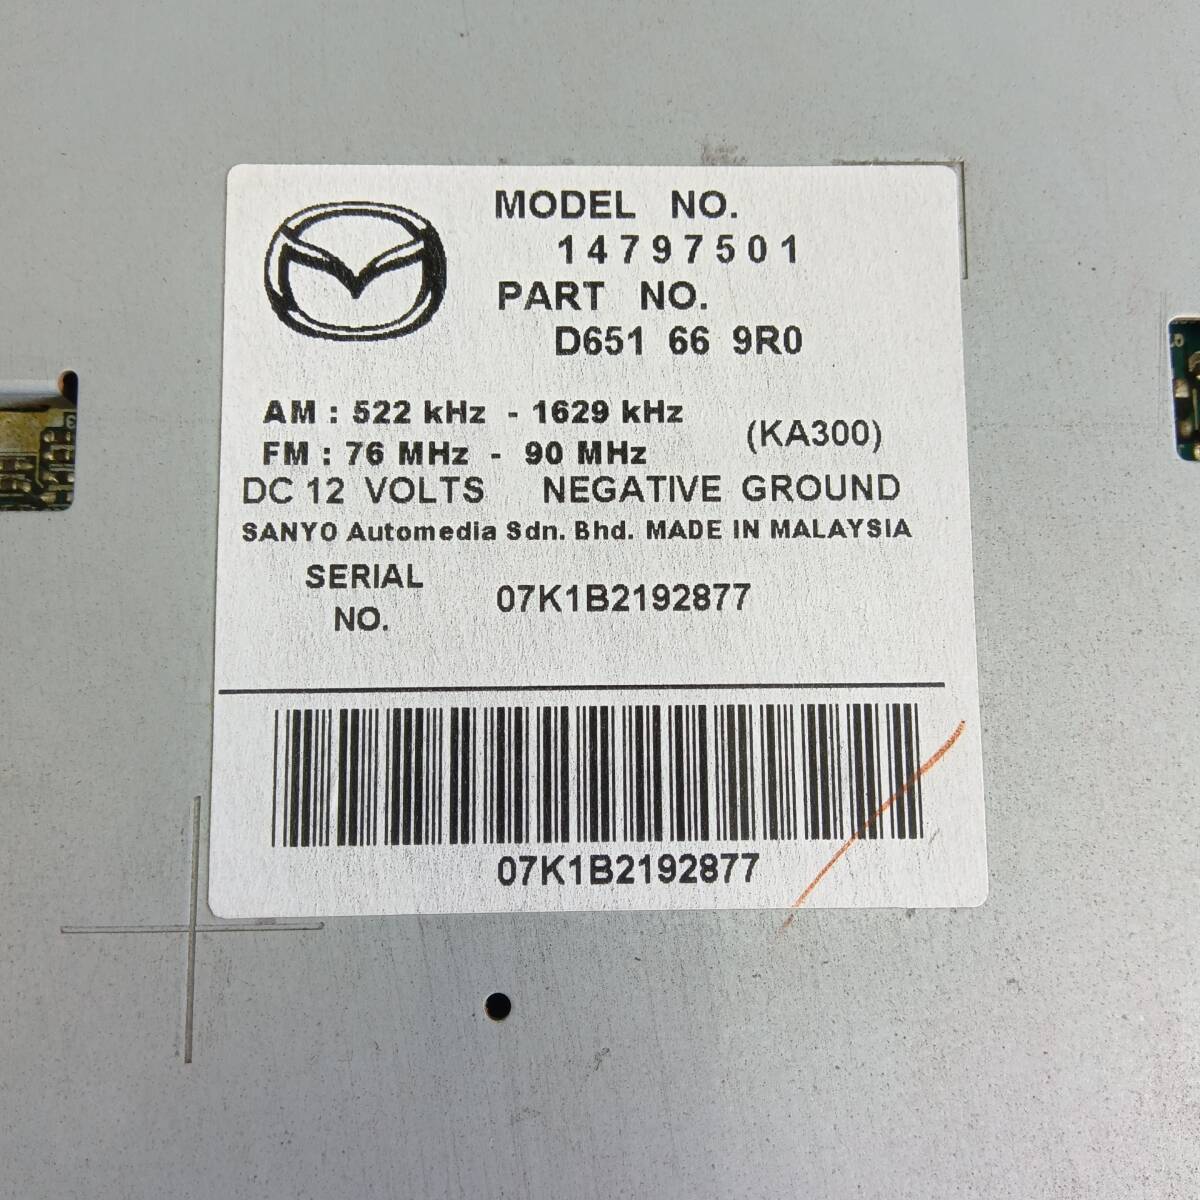 MODEL NO.
14797501
PART NO.
D651 66 9R0
AM : 522 kHz - 1629 kHz
(KA300)
FM : 76 MHz - 90 MHz
DC 12 VOLTS NEGATIVE GROUND
SANYO Automedia Sdn. Bhd. MADE IN MALAYSIA
SERIAL
NO.
07K1B2192877
07K1B2192877